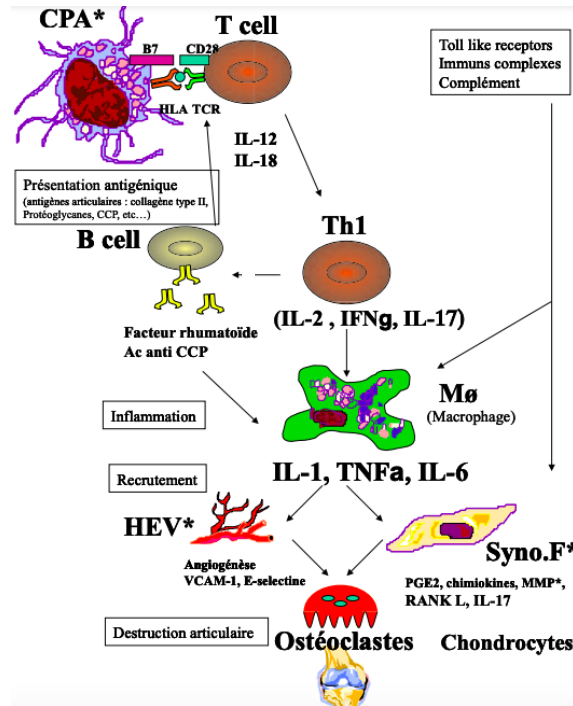 CPA*
T cell
B7
CD28
HLA TCR
Toll like receptors
Immuns complexes
Complément
IL-12
IL-18
Présentation antigénique
(antigènes articulaires : collagène type II,
Protéoglycanes, CCP, etc…)
B cell
Th1
(IL-2 , IFNg, IL-17)
Facteur rhumatoïde
Ac anti CCP
Mø
(Macrophage)
Inflammation
IL-1, TNFa, IL-6
Recrutement
HEV*
Syno.F*
Angiogénèse
VCAM-1, E-selectine
PGE2, chimiokines, MMP*,
RANK L, IL-17
Destruction articulaire
Ostéoclastes
Chondrocytes